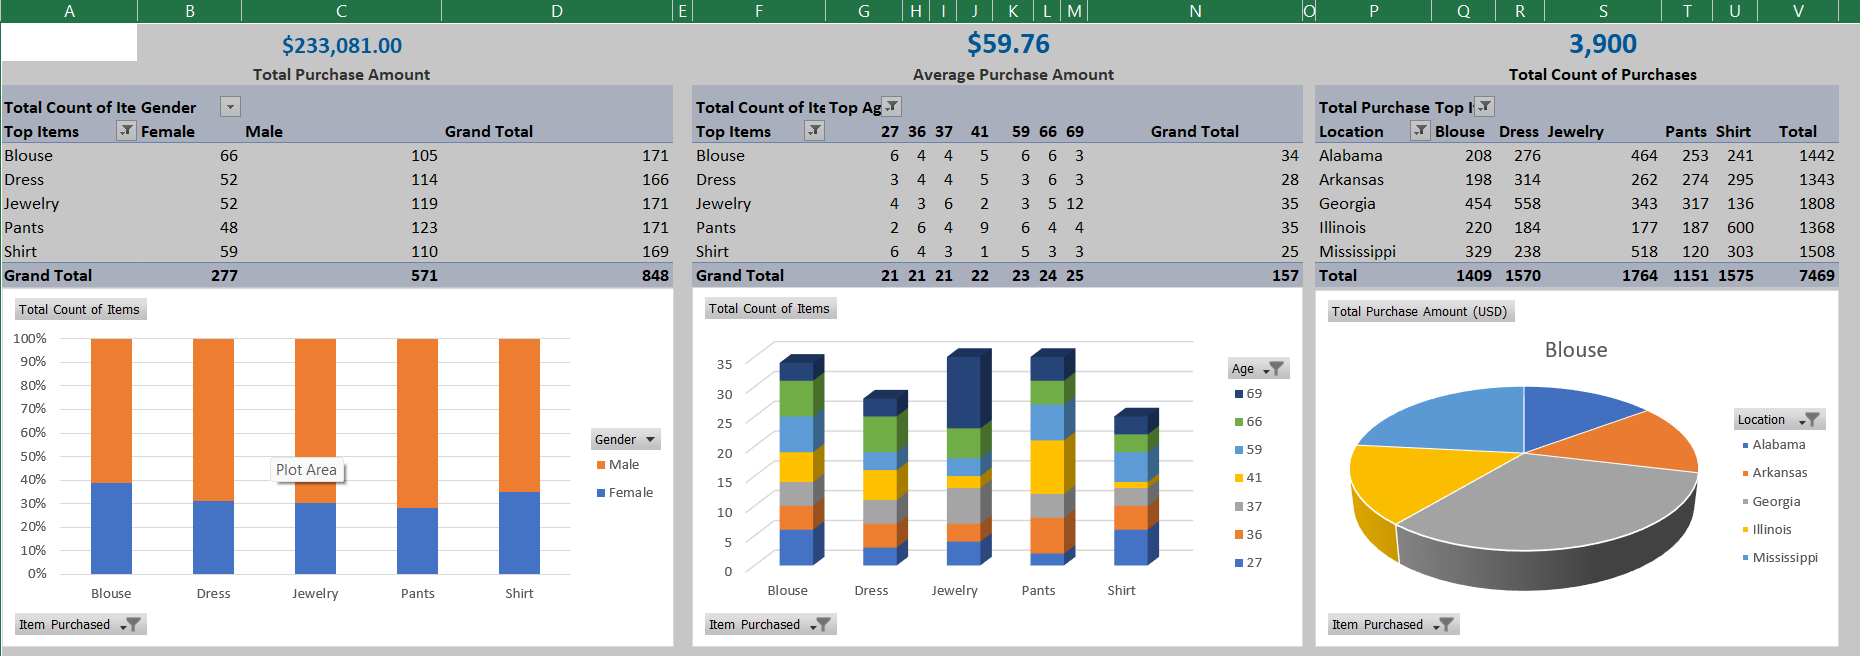 A B C D E F G H I J K L M N O P Q R S T U V
$233,081.00 $59.76 3,900
Total Purchase Amount Average Purchase Amount Total Count of Purchases
Total Count of Ite Gender
Top Items Female Male Grand Total
Blouse 66 105 171
Dress 52 114 166
Jewelry 52 119 171
Pants 48 123 171
Shirt 59 110 169
Grand Total 277 571 848
Total Count of Ite Top Ag
Top Items 27 36 37 41 59 66 69 Grand Total
Blouse 6 4 4 5 6 6 3 34
Dress 3 4 4 5 3 6 3 28
Jewelry 4 3 6 2 3 5 12 35
Pants 2 6 4 9 6 4 4 35
Shirt 6 4 3 1 5 3 3 25
Grand Total 21 21 21 22 23 24 25 157
Total Purchase Top It
Location Blouse Dress Jewelry Pants Shirt Total
Alabama 208 276 464 253 241 1442
Arkansas 198 314 262 274 295 1343
Georgia 454 558 343 317 136 1808
Illinois 220 184 177 187 600 1368
Mississippi 329 238 518 120 303 1508
Total 1409 1570 1764 1151 1575 7469
Total Count of Items
100%
90%
80%
70%
60%
50%
40%
30%
20%
10%
0%
Plot Area
Blouse Dress Jewelry Pants Shirt
Gender
Male
Female
Item Purchased
Total Count of Items
35
30
25
20
15
10
5
0
Blouse Dress Jewelry Pants Shirt
Age
69
66
59
41
37
36
27
Item Purchased
Total Purchase Amount (USD)
Blouse
Location
Alabama
Arkansas
Georgia
Illinois
Mississippi
Item Purchased